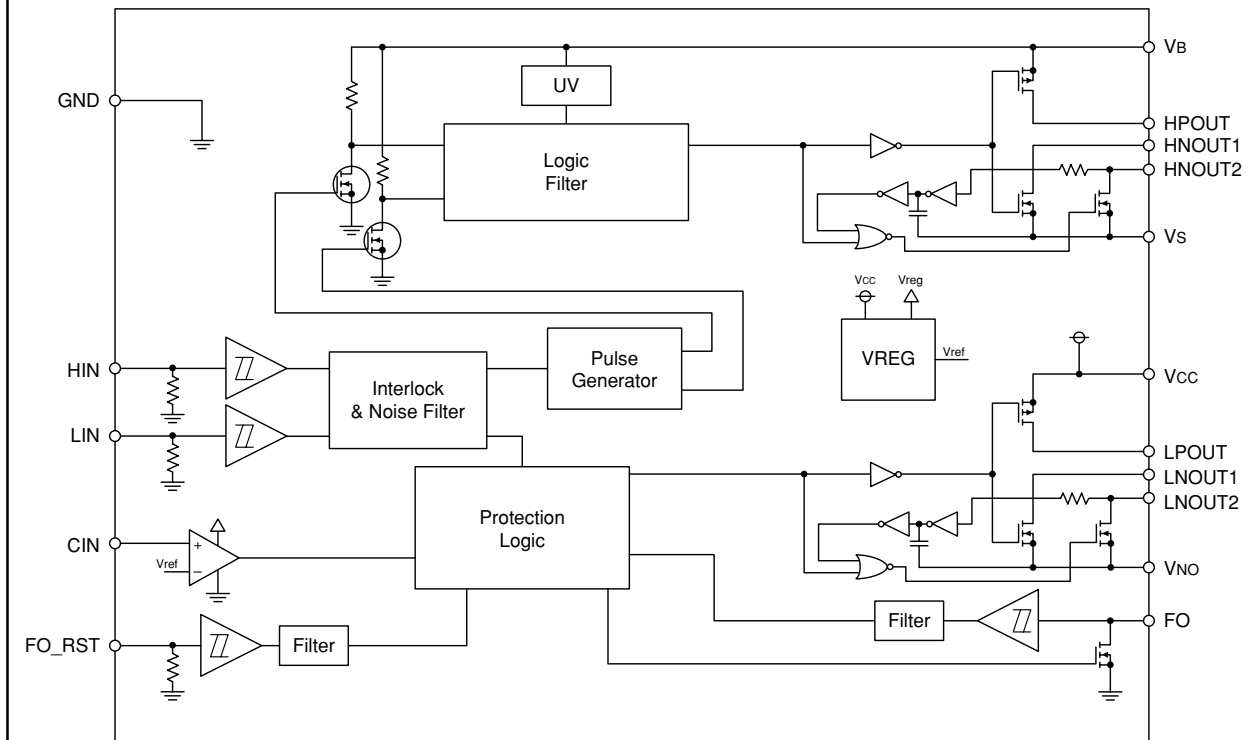 VB
UV
GND
HPOUT
HNOUT1
Logic
Filter
HNOUT2
VS
VCC
Vreg
VREG
Vref
HIN
Interlock
& Noise Filter
Pulse
Generator
VCC
LIN
LPOUT
LNOUT1
LNOUT2
Protection
Logic
CIN
+
Vref
−
VNO
Filter
FO
FO_RST
Filter